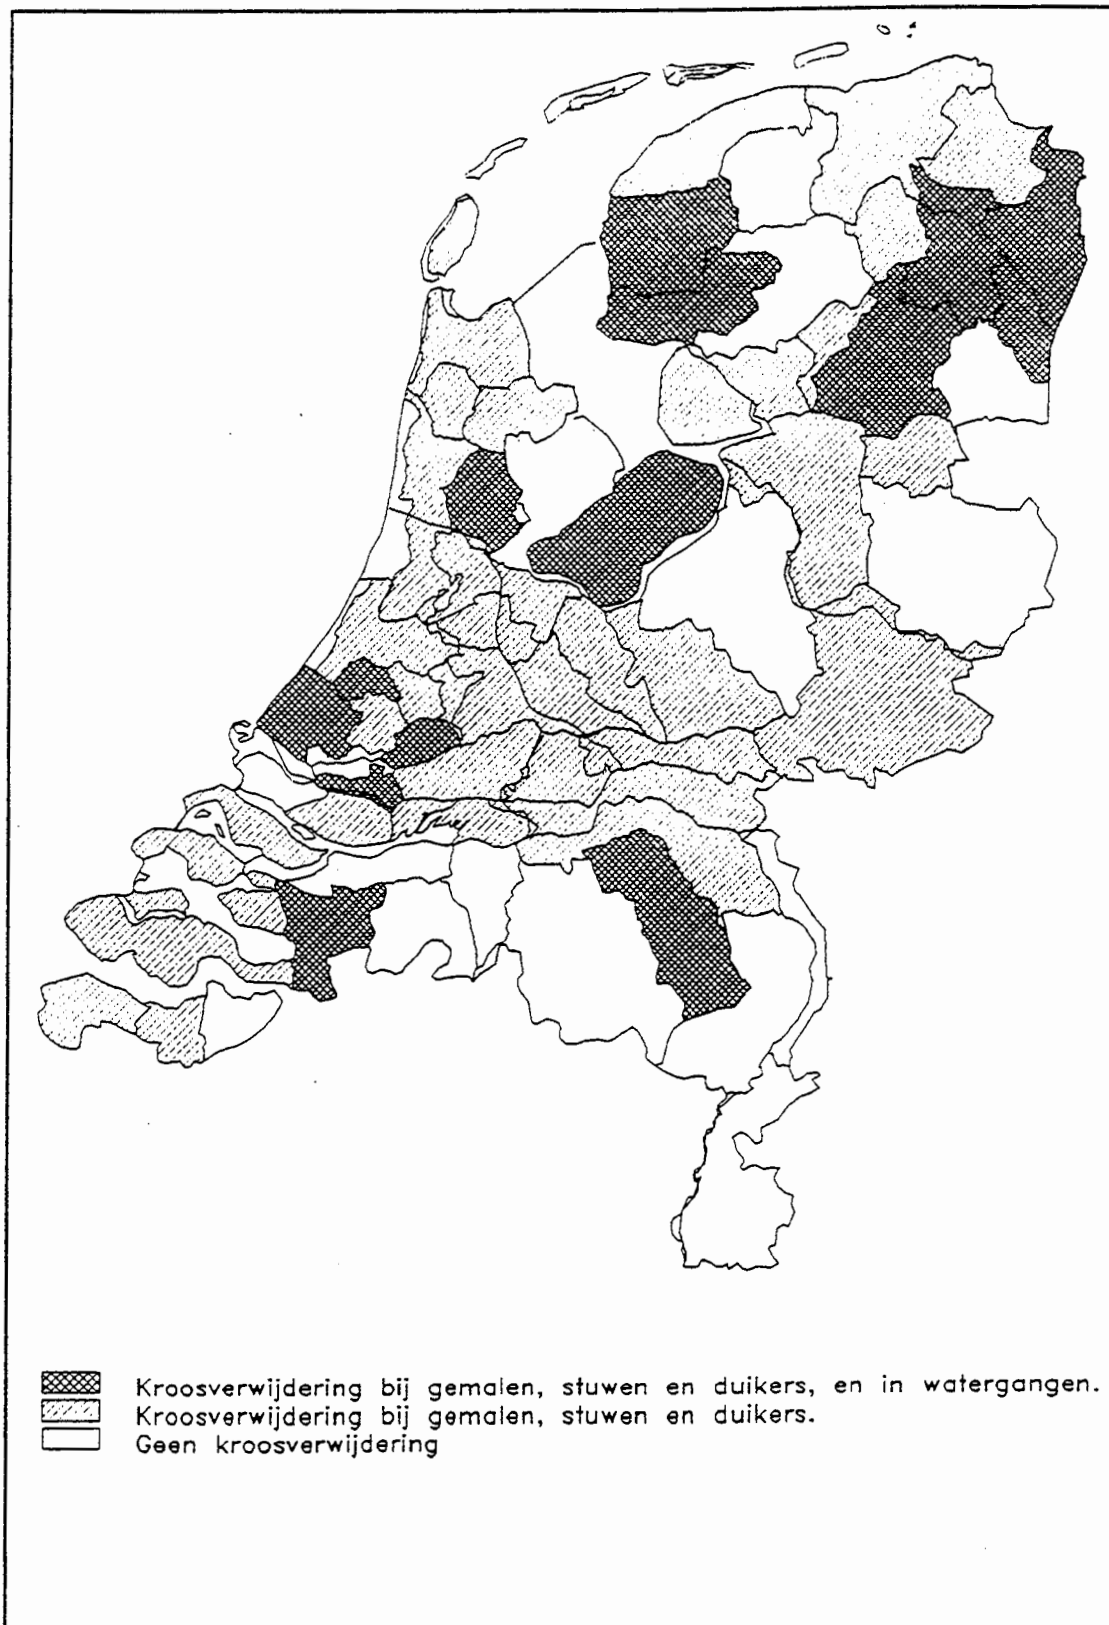 Kroosverwijdering bij gemalen, stuwen en duikers, en in watergangen.
Kroosverwijdering bij gemalen, stuwen en duikers.
Geen kroosverwijdering